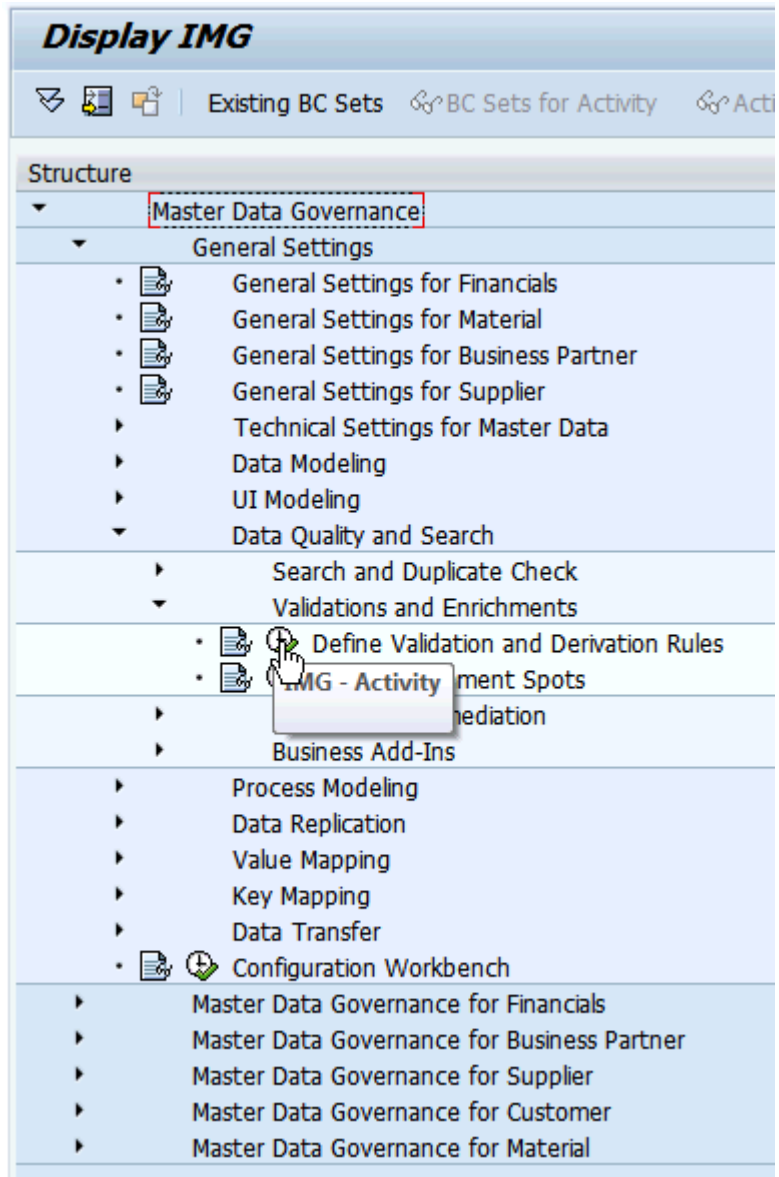 Display IMG
Existing BC Sets BC Sets for Activity Acti
Structure
Master Data Governance
General Settings
General Settings for Financials
General Settings for Material
General Settings for Business Partner
General Settings for Supplier
Technical Settings for Master Data
Data Modeling
UI Modeling
Data Quality and Search
Search and Duplicate Check
Validations and Enrichments
Define Validation and Derivation Rules
IMG - Activity ment Spots
mediation
Business Add-Ins
Process Modeling
Data Replication
Value Mapping
Key Mapping
Data Transfer
Configuration Workbench
Master Data Governance for Financials
Master Data Governance for Business Partner
Master Data Governance for Supplier
Master Data Governance for Customer
Master Data Governance for Material